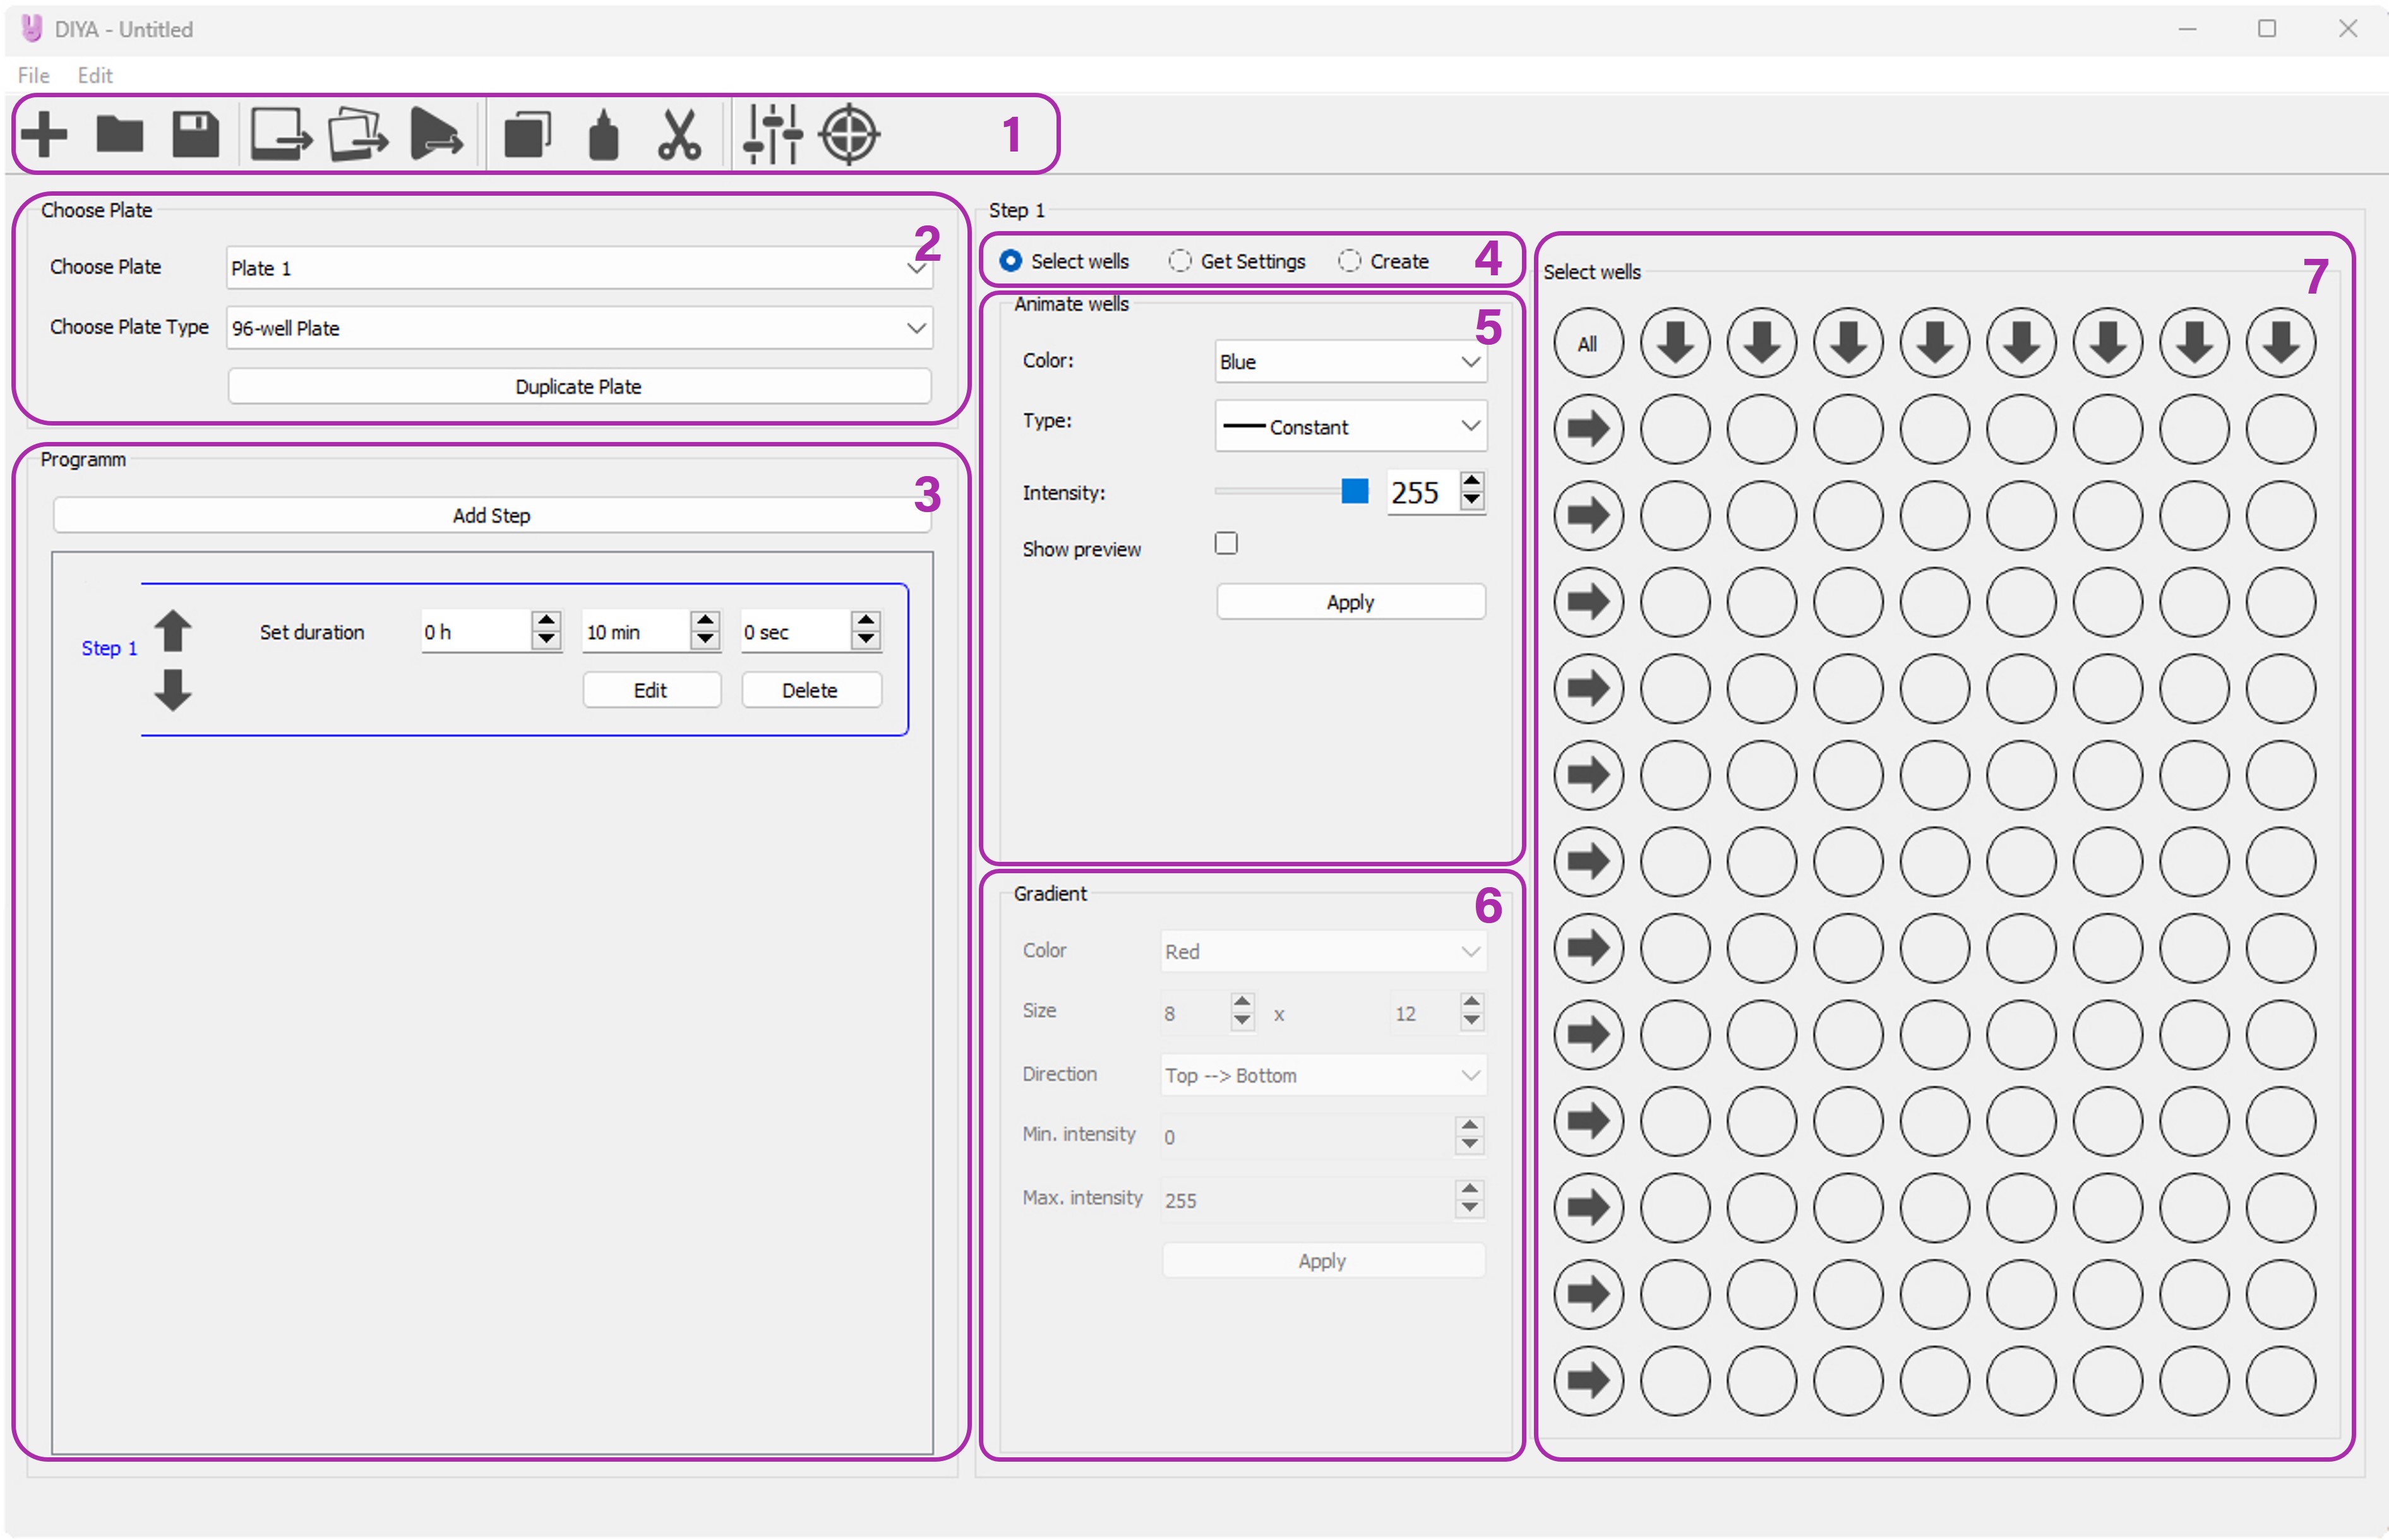 DIYA - Untitled
File Edit
1
Choose Plate
2
Choose Plate Plate 1
Choose Plate Type 96-well Plate
Duplicate Plate
Programm
3
Add Step
Step 1
Set duration 0 h 10 min 0 sec
Edit Delete
Step 1
Select wells Get Settings Create 4
Animate wells
5
Color: Blue
Type: Constant
Intensity: 255
Show preview
Apply
Gradient
6
Color Red
Size 8 x 12
Direction Top --> Bottom
Min. intensity 0
Max. intensity 255
Apply
Select wells
7
All